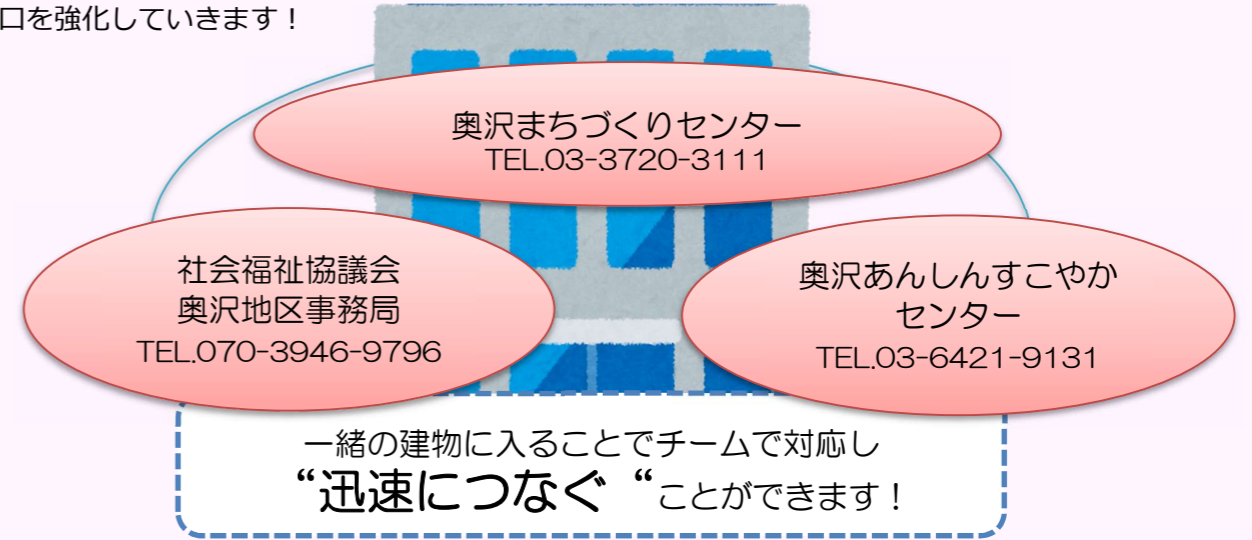 口を強化していきます！
奥沢まちづくりセンター
TEL.03-3720-3111
社会福祉協議会
奥沢地区事務局
TEL.070-3946-9796
奥沢あんしんすこやか
センター
TEL.03-6421-9131
一緒の建物に入ることでチームで対応し
“迅速につなぐ “ことができます！